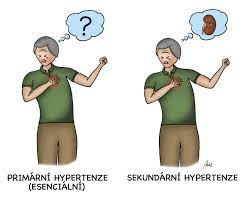 ?
PRIMÁRNÍ HYPERTENZE
(ESENCIÁLNÍ)
SEKUNDÁRNÍ HYPERTENZE